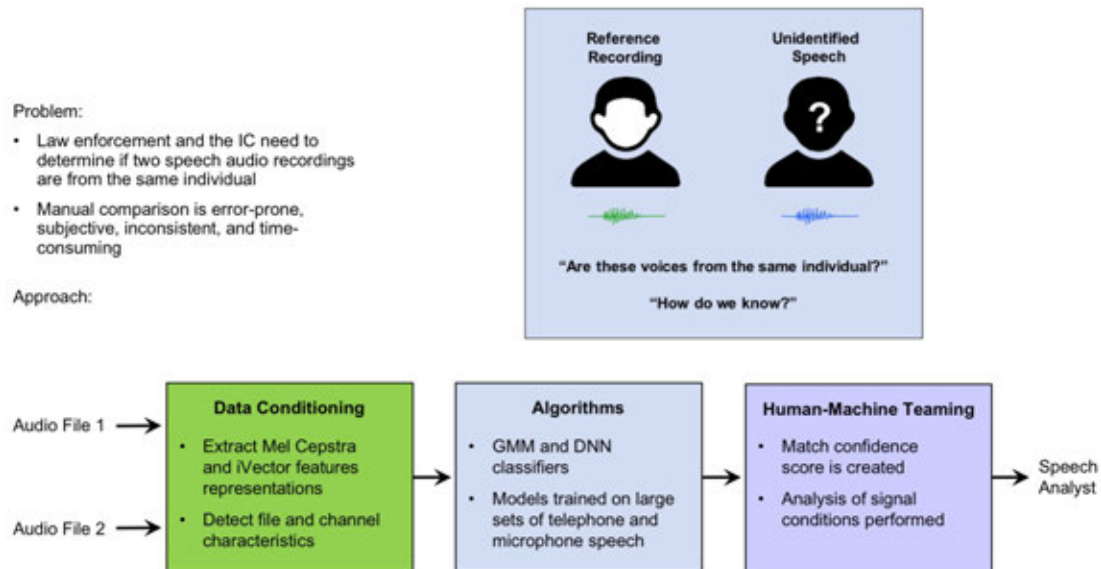 Reference
Recording
Unidentified
Speech
?
Problem:
• Law enforcement and the IC need to
determine if two speech audio recordings
are from the same individual
• Manual comparison is error-prone,
subjective, inconsistent, and time-
consuming
“Are these voices from the same individual?”
“How do we know?”
Approach:
Audio File 1
Audio File 2
Data Conditioning
• Extract Mel Cepstra
and iVector features
representations
• Detect file and channel
characteristics
Algorithms
• GMM and DNN
classifiers
• Models trained on large
sets of telephone and
microphone speech
Human-Machine Teaming
• Match confidence
score is created
• Analysis of signal
conditions performed
Speech
Analyst